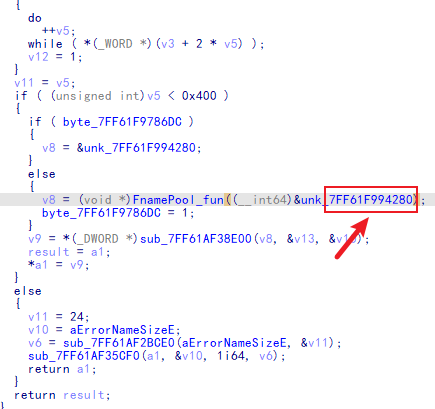 {
do
++v5;
while ( *(_WORD *)(v3 + 2 * v5) );
v12 = 1;
}
v11 = v5;
if ( (unsigned int)v5 < 0x400 )
{
if ( byte_7FF61F9786DC )
{
v8 = &unk_7FF61F994280;
}
else
{
v8 = (void *)FnamePool_fun((__int64)&unk_7FF61F994280);
byte_7FF61F9786DC = 1;
}
v9 = *(_DWORD *)sub_7FF61AF38E00(v8, &v13, &v10);
result = a1;
*a1 = v9;
}
else
{
v11 = 24;
v10 = aErrorNameSizeE;
v6 = sub_7FF61AF2BCE0(aErrorNameSizeE, &v11);
sub_7FF61AF35CF0(a1, &v10, 1i64, v6);
return a1;
}
return result;
}